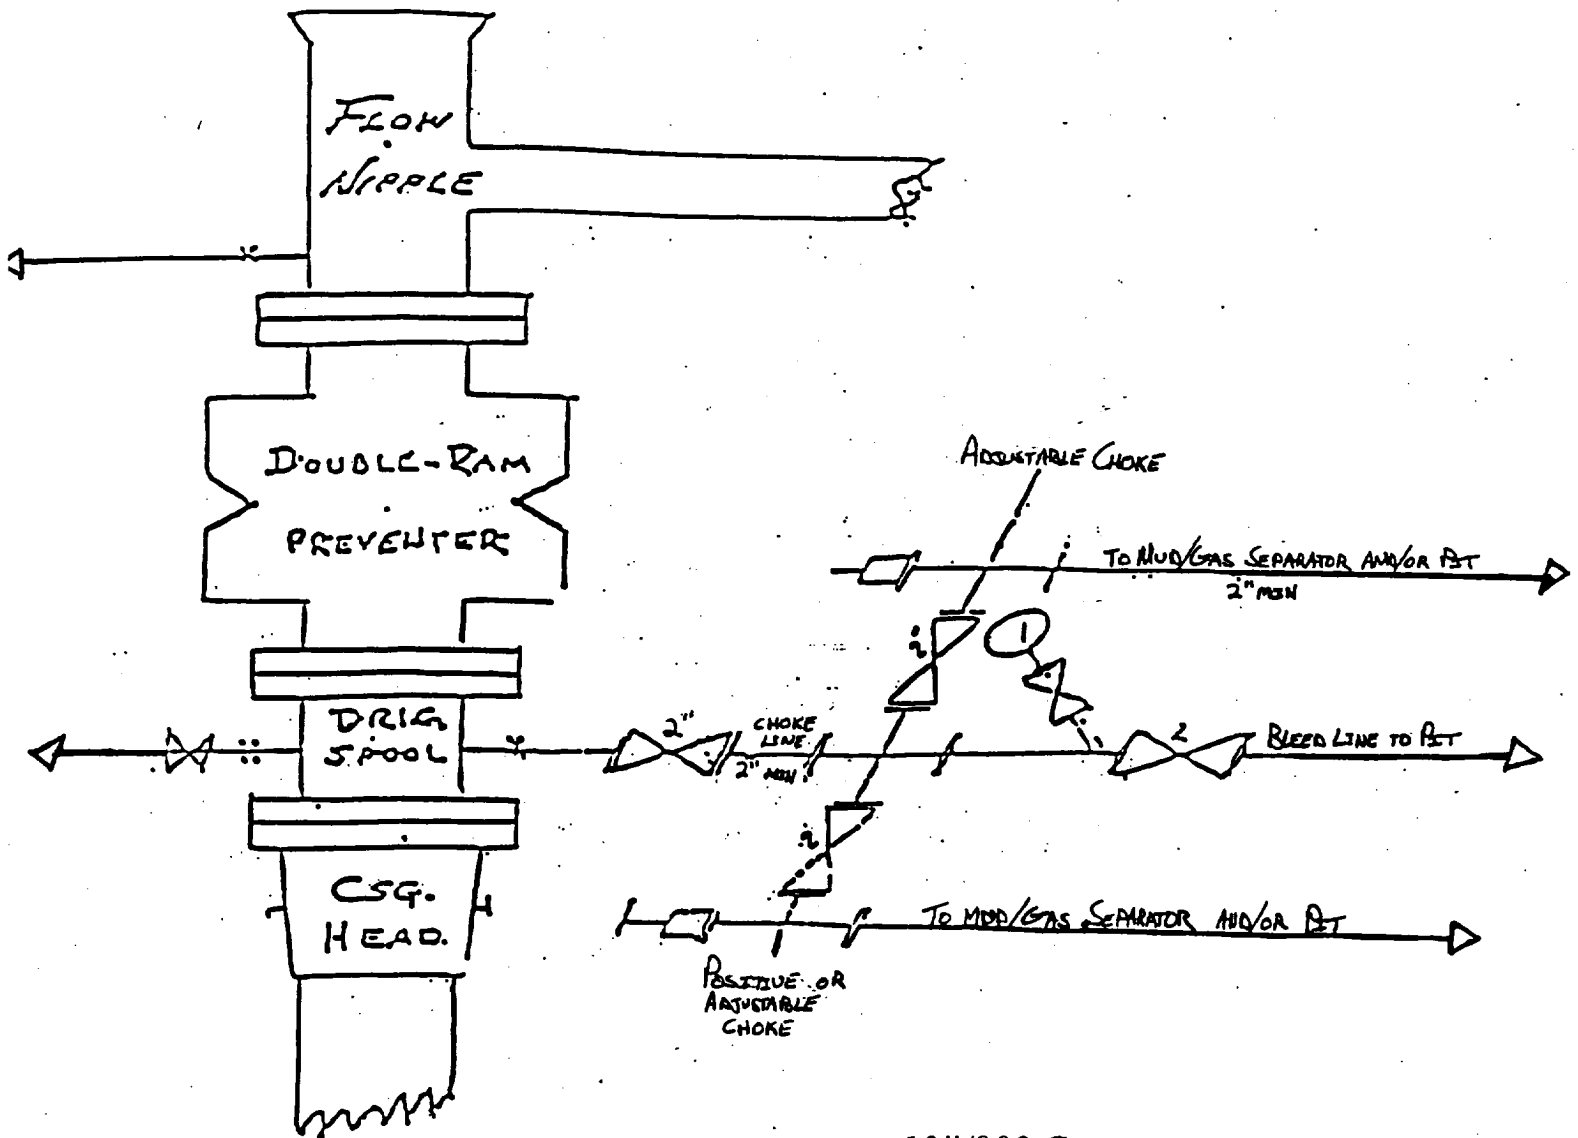 FLOW
NIPPLE
DOUBLE-RAM
PREVENTER
ADJUSTABLE CHOKE
TO MUD/GAS SEPARATOR AND/OR PIT
2" MIN
1
2"
DRLG
SPOOL
2"
CHOKE
LINE
2" MIN
2
BLEED LINE TO PIT
2"
CSG.
HEAD
TO MUD/GAS SEPARATOR AND/OR PIT
POSITIVE OR
ADJUSTABLE
CHOKE